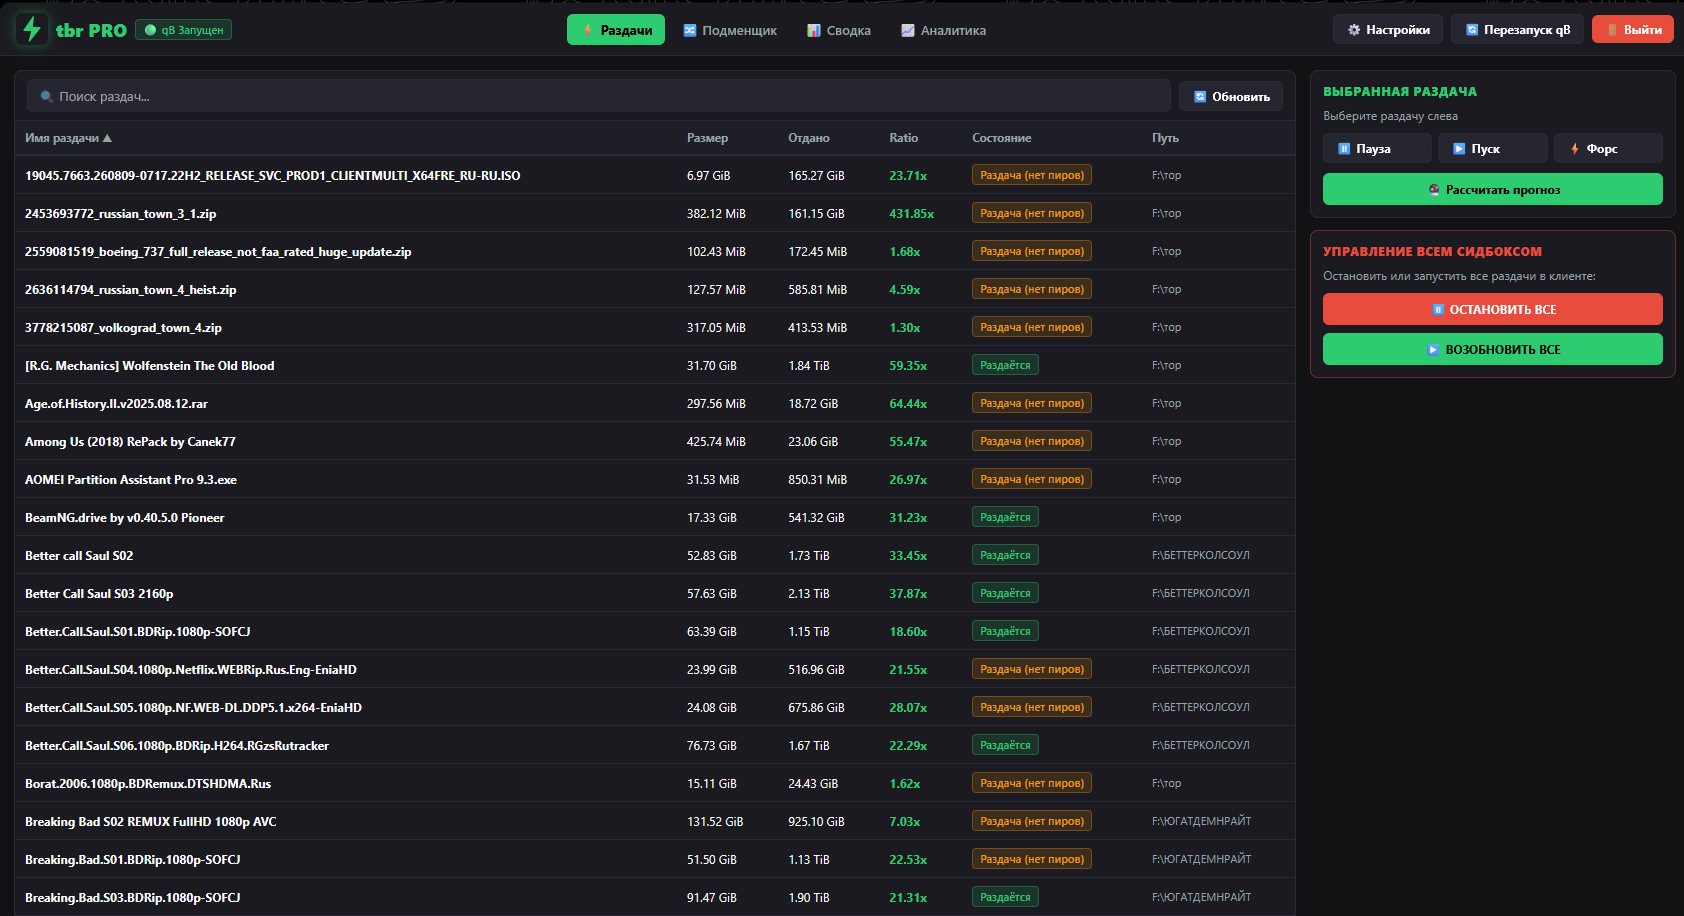 tbr PRO qB Запущен Раздачи Подменщик Сводка Аналитика Настройки Перезапуск qB Выйти
Поиск раздач... Обновить
Имя раздачи ▲ Размер Отдано Ratio Состояние Путь
19045.7663.260809-0717.22H2_RELEASE_SVC_PROD1_CLIENTMULTI_X64FRE_RU-RU.ISO 6.97 GiB 165.27 GiB 23.71x Раздача (нет пиров) F:\тор
2453693772_russian_town_3_1.zip 382.12 MiB 161.15 GiB 431.85x Раздача (нет пиров) F:\тор
2559081519_boeing_737_full_release_not_faa_rated_huge_update.zip 102.43 MiB 172.45 MiB 1.68x Раздача (нет пиров) F:\тор
2636114794_russian_town_4_heist.zip 127.57 MiB 585.81 MiB 4.59x Раздача (нет пиров) F:\тор
3778215087_volkograd_town_4.zip 317.05 MiB 413.53 MiB 1.30x Раздача (нет пиров) F:\тор
[R.G. Mechanics] Wolfenstein The Old Blood 31.70 GiB 1.84 TiB 59.35x Раздаётся F:\тор
Age.of.History.II.v2025.08.12.rar 297.56 MiB 18.72 GiB 64.44x Раздача (нет пиров) F:\тор
Among Us (2018) RePack by Canek77 425.74 MiB 23.06 GiB 55.47x Раздача (нет пиров) F:\тор
AOMEI Partition Assistant Pro 9.3.exe 31.53 MiB 850.31 MiB 26.97x Раздача (нет пиров) F:\тор
BeamNG.drive by v0.40.5.0 Pioneer 17.33 GiB 541.32 GiB 31.23x Раздаётся F:\тор
Better call Saul S02 52.83 GiB 1.73 TiB 33.45x Раздаётся F:\БЕТТЕРКОЛСОУЛ
Better Call Saul S03 2160p 57.63 GiB 2.13 TiB 37.87x Раздаётся F:\БЕТТЕРКОЛСОУЛ
Better.Call.Saul.S01.BDRip.1080p-SOFCJ 63.39 GiB 1.15 TiB 18.60x Раздаётся F:\БЕТТЕРКОЛСОУЛ
Better.Call.Saul.S04.1080p.Netflix.WEBRip.Rus.Eng-EniaHD 23.99 GiB 516.96 GiB 21.55x Раздача (нет пиров) F:\БЕТТЕРКОЛСОУЛ
Better.Call.Saul.S05.1080p.NF.WEB-DL.DDP5.1.x264-EniaHD 24.08 GiB 675.86 GiB 28.07x Раздача (нет пиров) F:\БЕТТЕРКОЛСОУЛ
Better.Call.Saul.S06.1080p.BDRip.H264.RGzsRutracker 76.73 GiB 1.67 TiB 22.29x Раздаётся F:\БЕТТЕРКОЛСОУЛ
Borat.2006.1080p.BDRemux.DTSHDMA.Rus 15.11 GiB 24.43 GiB 1.62x Раздача (нет пиров) F:\тор
Breaking Bad S02 REMUX FullHD 1080p AVC 131.52 GiB 925.10 GiB 7.03x Раздача (нет пиров) F:\ЮГАТДЕМНРАЙТ
Breaking.Bad.S01.BDRip.1080p-SOFCJ 51.50 GiB 1.13 TiB 22.53x Раздача (нет пиров) F:\ЮГАТДЕМНРАЙТ
Breaking.Bad.S03.BDRip.1080p-SOFCJ 91.47 GiB 1.90 TiB 21.31x Раздаётся F:\ЮГАТДЕМНРАЙТ
ВЫБРАННАЯ РАЗДАЧА
Выберите раздачу слева
Пауза Пуск Форс
Рассчитать прогноз
УПРАВЛЕНИЕ ВСЕМ СИДБОКСОМ
Остановить или запустить все раздачи в клиенте:
ОСТАНОВИТЬ ВСЕ
ВОЗОБНОВИТЬ ВСЕ